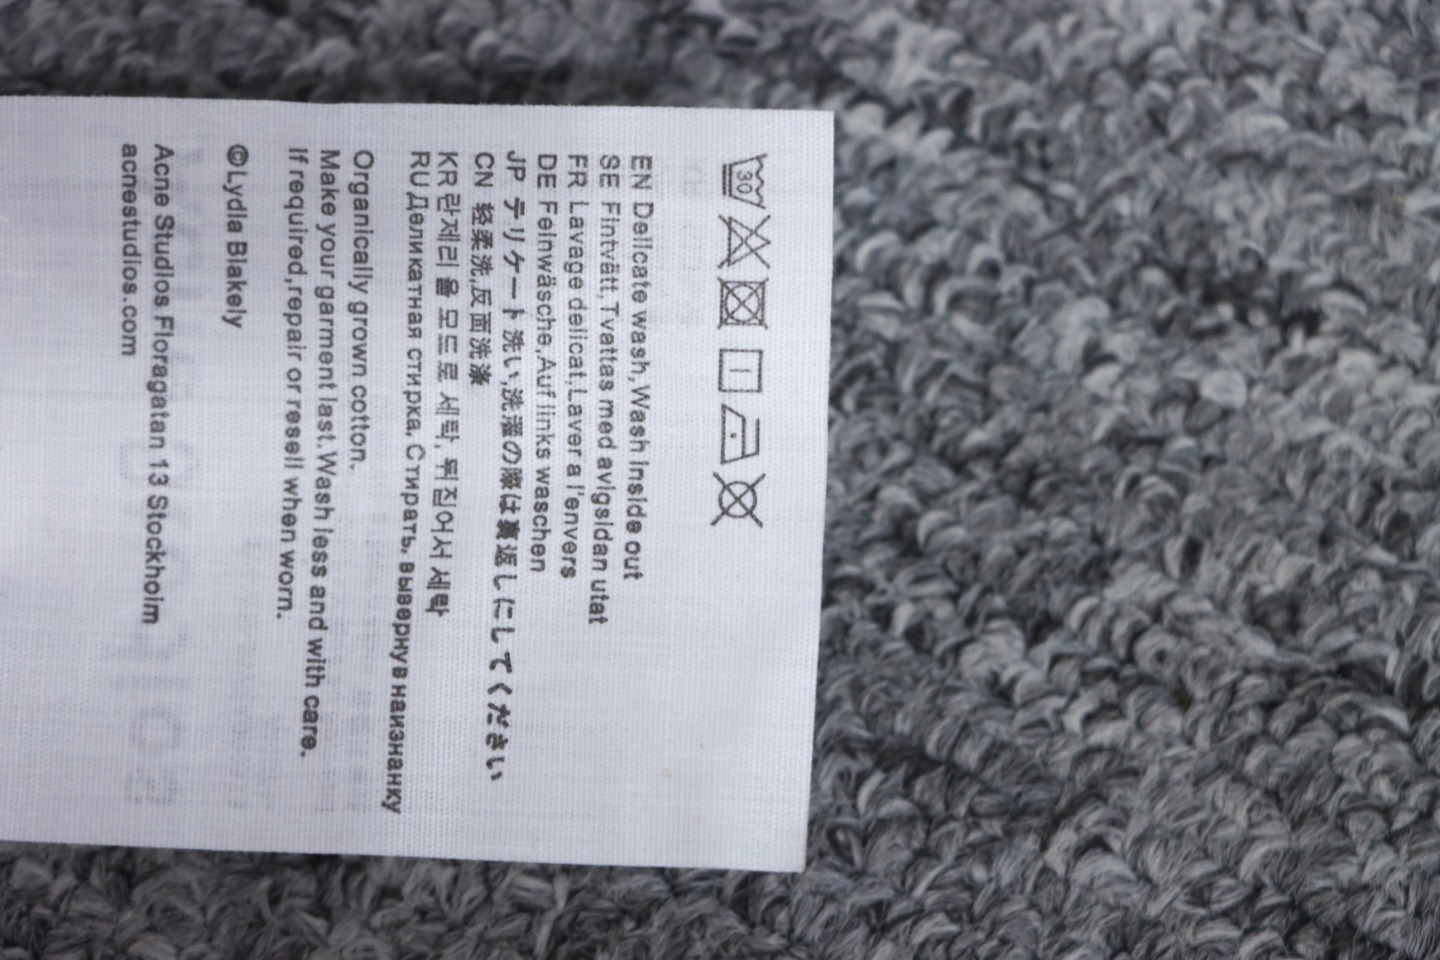 30
EN Delicate wash,Wash inside out
SE Fintvätt,Tvattas med avigsidan utat
FR Lavage delicat,Laver a l'envers
DE Feinwäsche,Auf links waschen
JP デリケート洗い,洗濯の際は裏返しにしてください
CN 轻柔洗,反面洗涤
KR 란제리 울 모드로 세탁, 뒤집어서 세탁
RU Деликатная стирка, Стирать, вывернув наизнанку
Organically grown cotton.
Make your garment last.Wash less and with care.
If required,repair or resell when worn.
©Lydia Blakely
Acne Studios Floragatan 13 Stockholm
acnestudios.com